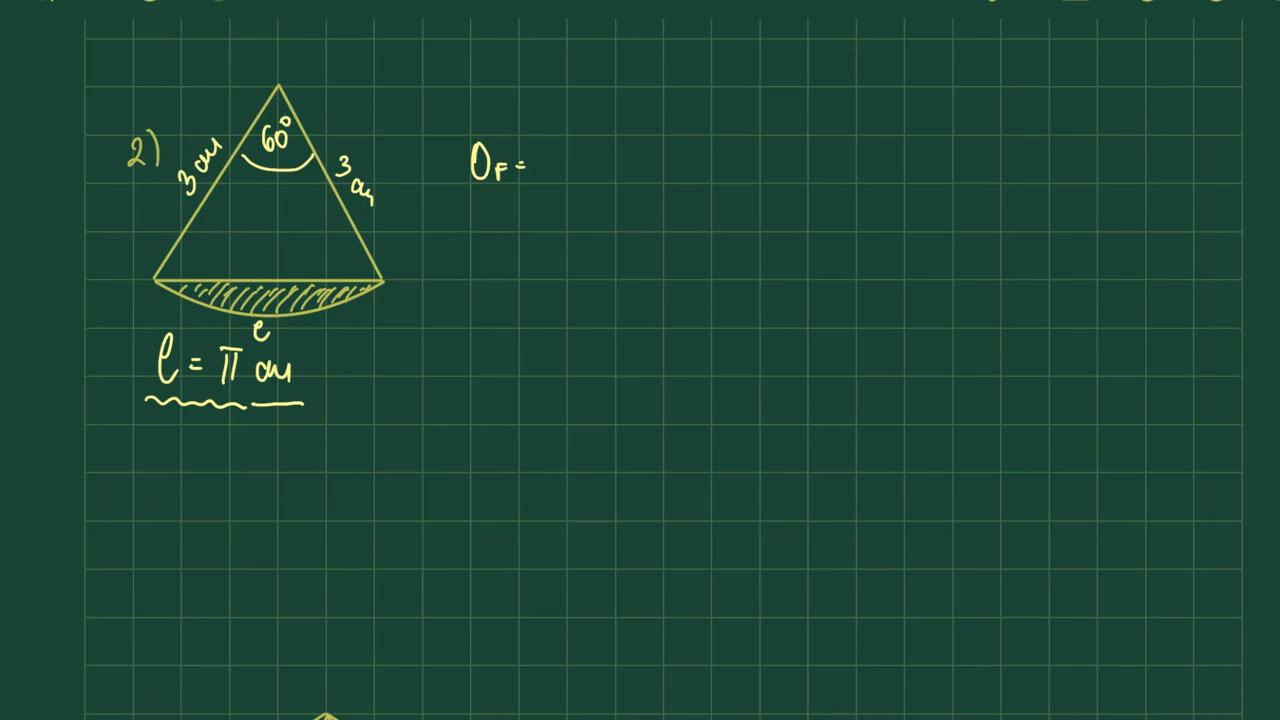 2)
60°
3 cm
3 cm
O_F =
l
l = π cm